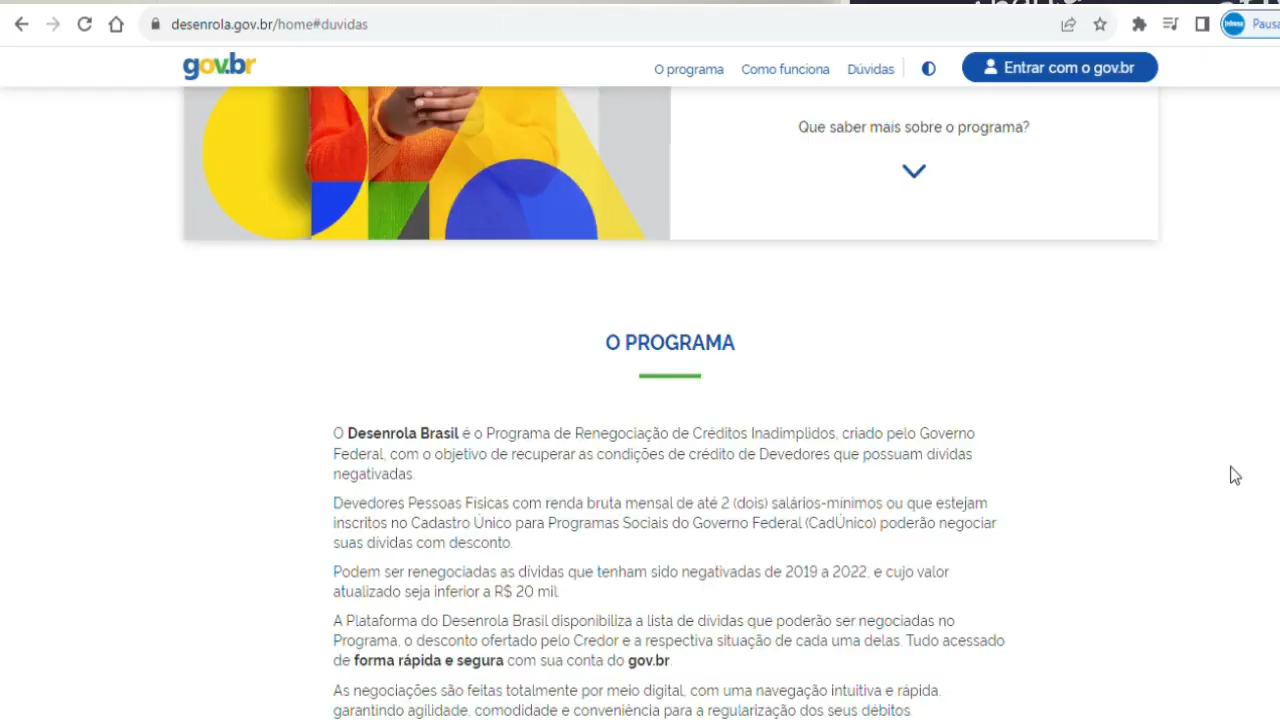 desenrola.gov.br/home#duvidas
Paus
gov.br
O programa
Como funciona
Dúvidas
Entrar com o gov.br
Que saber mais sobre o programa?
O PROGRAMA
O Desenrola Brasil é o Programa de Renegociação de Créditos Inadimplidos, criado pelo Governo
Federal, com o objetivo de recuperar as condições de crédito de Devedores que possuam dívidas
negativadas.
Devedores Pessoas Físicas com renda bruta mensal de até 2 (dois) salários-mínimos ou que estejam
inscritos no Cadastro Único para Programas Sociais do Governo Federal (CadÚnico) poderão negociar
suas dívidas com desconto.
Podem ser renegociadas as dívidas que tenham sido negativadas de 2019 a 2022, e cujo valor
atualizado seja inferior a R$ 20 mil.
A Plataforma do Desenrola Brasil disponibiliza a lista de dívidas que poderão ser negociadas no
Programa, o desconto ofertado pelo Credor e a respectiva situação de cada uma delas. Tudo acessado
de forma rápida e segura com sua conta do gov.br.
As negociações são feitas totalmente por meio digital, com uma navegação intuitiva e rápida,
garantindo agilidade, comodidade e conveniência para a regularização dos seus débitos.